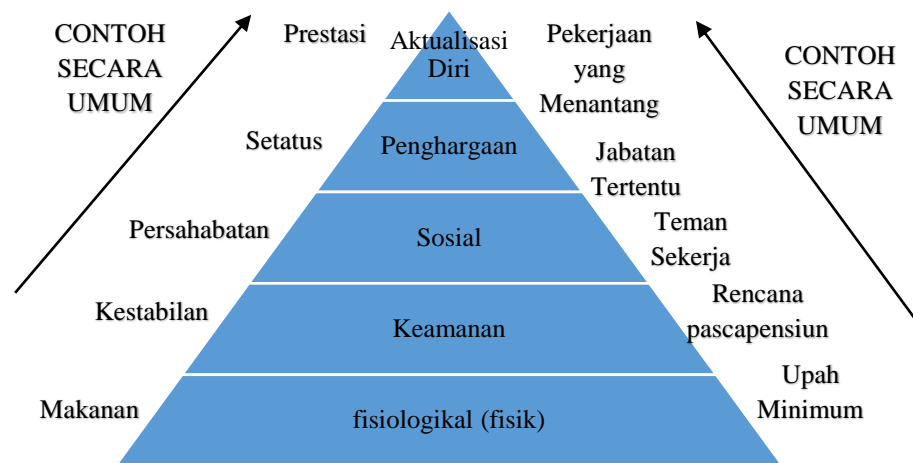 CONTOH
SECARA
UMUM
Prestasi
Aktualisasi
Diri
Pekerjaan
yang
Menantang
CONTOH
SECARA
UMUM
Setatus
Penghargaan
Jabatan
Tertentu
Persahabatan
Sosial
Teman
Sekerja
Kestabilan
Keamanan
Rencana
pascapensiun
Makanan
fisiologikal (fisik)
Upah
Minimum